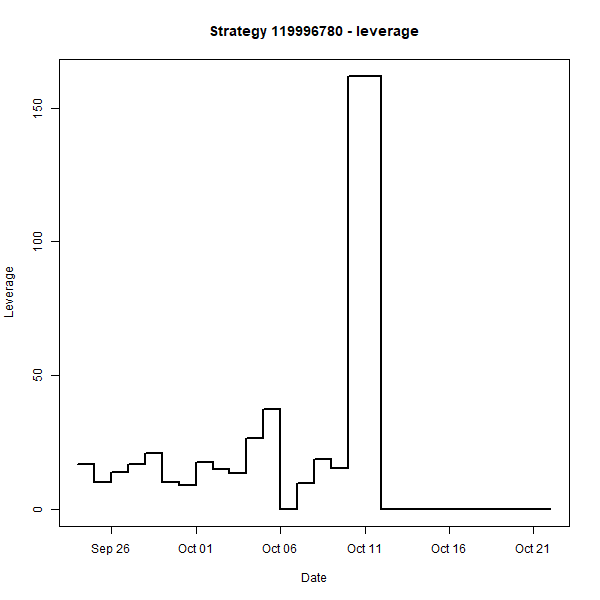 Strategy 119996780 - leverage
150
100
50
0
Leverage
Sep 26
Oct 01
Oct 06
Oct 11
Oct 16
Oct 21
Date